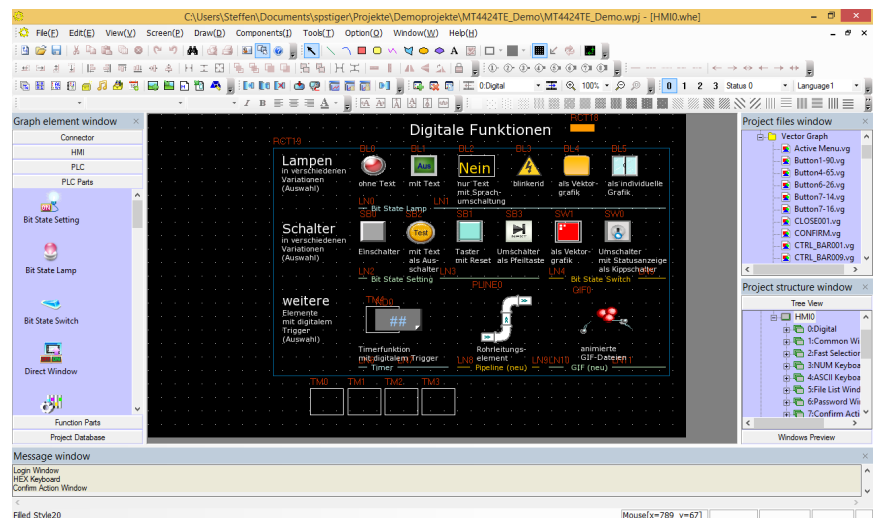 C:\Users\Steffen\Documents\spstiger\Projekte\Demoprojekte\MT4424TE_Demo\MT4424TE_Demo.wpj - [HMI0.whe]
File(F) Edit(E) View(V) Screen(P) Draw(D) Components(I) Tools(T) Option(O) Window(W) Help(H)
0:Digital 100% 0 1 2 3 Status 0 Language1
Graph element window
Connector
HMI
PLC
PLC Parts
Bit State Setting
Bit State Lamp
Bit State Switch
Direct Window
Function Parts
Project Database
Digitale Funktionen
RCT18
RCT19
BL0 BL1 BL2 BL3 BL4 BL5
Lampen
in verschiedenen
Variationen
(Auswahl)
Aus
Nein
ohne Text
mit Text
nur Text
mit Sprach-
umschaltung
blinkend
als Vektor-
grafik
als individuelle
Grafik
LN0 Bit State Lamp LN1
SB0 SB2 SB1 SB3 SW1 SW0
Schalter
in verschiedenen
Variationen
(Auswahl)
Test
Einschalter
mit Text
als Aus-
schalter
Taster
mit Reset
Umschalter
als Pfeiltaste
als Vektor-
grafik
Umschalter
mit Statusanzeige
als Kippschalter
LN2 Bit State Setting LN3
LN4 Bit State Switch
PLINE0
GIF0
weitere
Elemente
mit digitalem
Trigger
(Auswahl)
##
Timerfunktion
mit digitalem Trigger
Rohrleitungs-
element
animierte
GIF-Dateien
Timer
LN8 Pipeline (neu) LN9
LN10 GIF (neu) LN11
TM0 TM1 TM2 TM3
Project files window
Vector Graph
Active Menu.vg
Button1-90.vg
Button4-65.vg
Button6-26.vg
Button7-14.vg
Button7-16.vg
CLOSE001.vg
CONFIRM.vg
CTRL_BAR001.vg
CTRL_BAR009.vg
Project structure window
Tree View
HMI0
0:Digital
1:Common Wi
2:Fast Selection
3:NUM Keyboa
4:ASCII Keyboa
5:File List Wind
6:Password Wi
7:Confirm Acti
Windows Preview
Message window
Login Window
HEX Keyboard
Confirm Action Window
Filled Style20
Mouse[x=789 y=67]